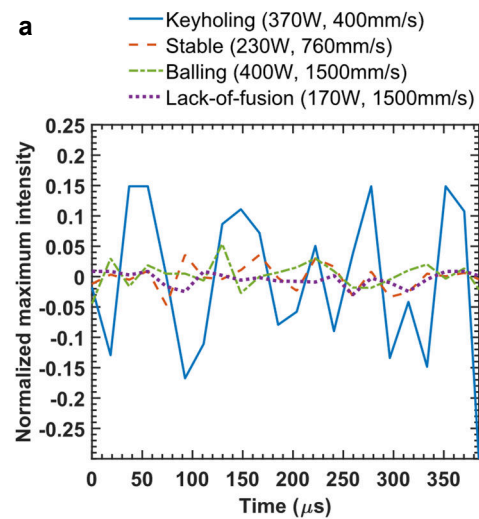 a
Keyholing (370W, 400mm/s)
Stable (230W, 760mm/s)
Balling (400W, 1500mm/s)
Lack-of-fusion (170W, 1500mm/s)
Normalized maximum intensity
0.25
0.2
0.15
0.1
0.05
0
-0.05
-0.1
-0.15
-0.2
-0.25
0 50 100 150 200 250 300 350
Time (μs)